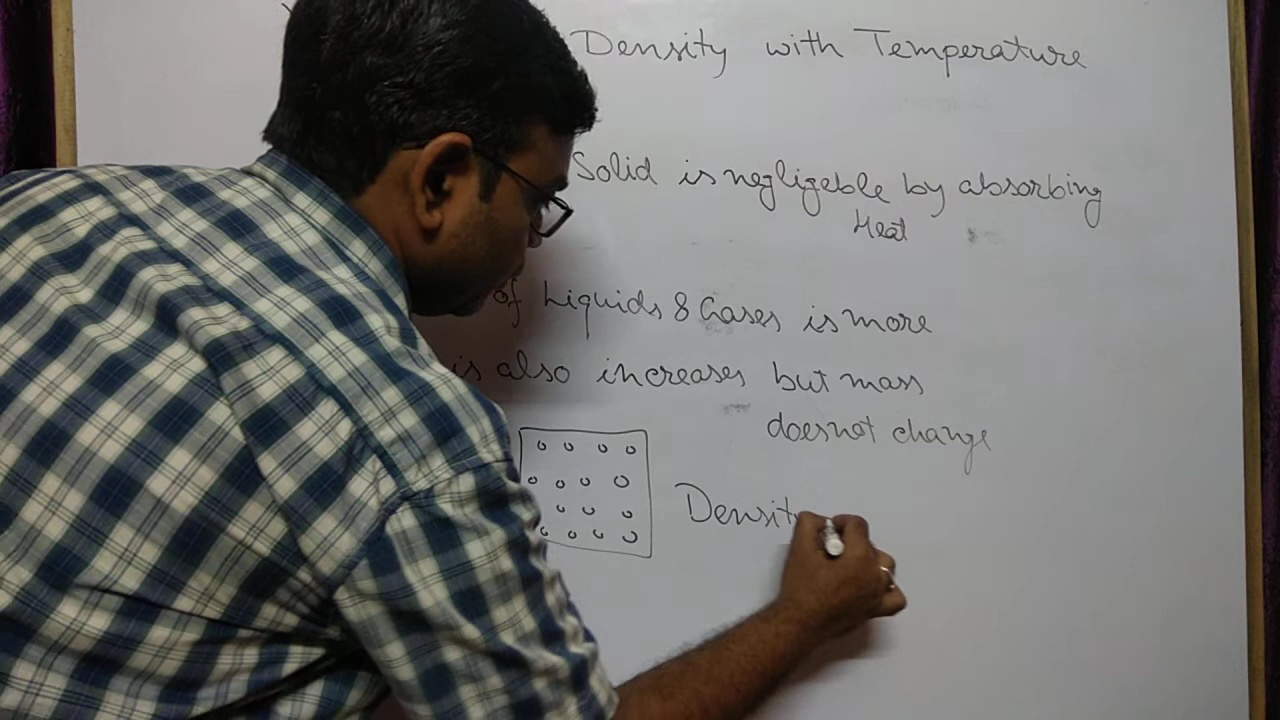 Density with Temperature
Solid is negligeble by absorbing
Heat
of Liquids & Gases is more
is also increases but mass
doesnot change
Density